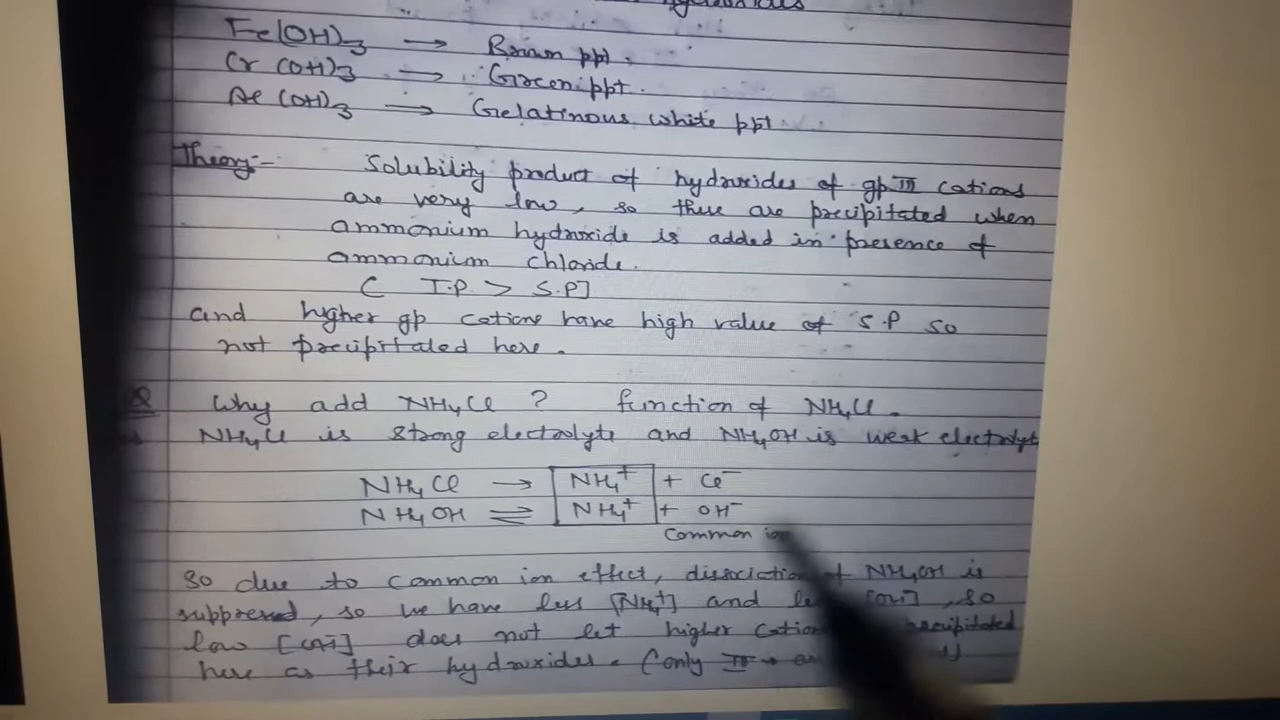 Fe(OH)3 → Brown ppt.
Cr (OH)3 → Green ppt.
Al (OH)3 → Gelatinous white ppt.
Theory:- Solubility product of hydroxides of gp III cations
are very low, so these are precipitated when
ammonium hydroxide is added in presence of
ammonium chloride.
( I.P. > S.P]
and higher gp cations have high value of S.P so
not precipitated here.
Q Why add NH4Cl ? function of NH4Cl.
NH4Cl is strong electrolyte and NH4OH is weak electrolyt
NH4Cl → NH4+ + Cl-
NH4OH ⇌ NH4+ + OH-
Common
So due to common ion effect, dissociation of NH4OH is
suppressed, so we have less [NH4+] and [OH-], so
low [OH-] does not let higher cation precipitated
here as their hydroxides. (only III